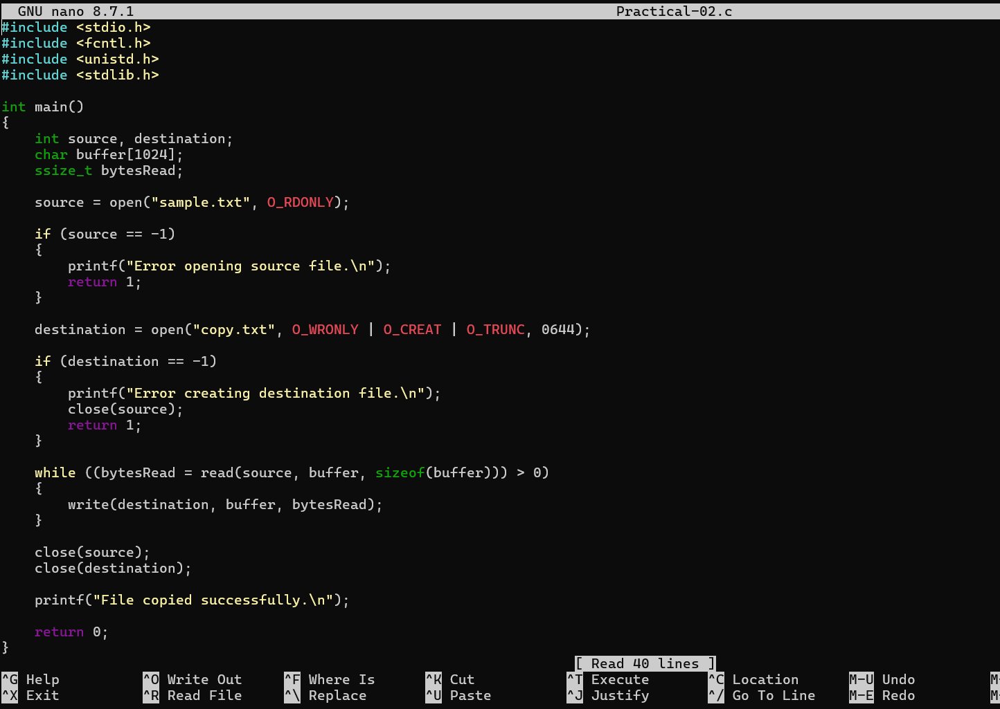 GNU nano 8.7.1 Practical-02.c
#include <stdio.h>
#include <fcntl.h>
#include <unistd.h>
#include <stdlib.h>

int main()
{
    int source, destination;
    char buffer[1024];
    ssize_t bytesRead;

    source = open("sample.txt", O_RDONLY);

    if (source == -1)
    {
        printf("Error opening source file.\n");
        return 1;
    }

    destination = open("copy.txt", O_WRONLY | O_CREAT | O_TRUNC, 0644);

    if (destination == -1)
    {
        printf("Error creating destination file.\n");
        close(source);
        return 1;
    }

    while ((bytesRead = read(source, buffer, sizeof(buffer))) > 0)
    {
        write(destination, buffer, bytesRead);
    }

    close(source);
    close(destination);

    printf("File copied successfully.\n");

    return 0;
}
[ Read 40 lines ]
^G Help ^O Write Out ^F Where Is ^K Cut ^T Execute ^C Location M-U Undo M-
^X Exit ^R Read File ^\ Replace ^U Paste ^J Justify ^/ Go To Line M-E Redo M-